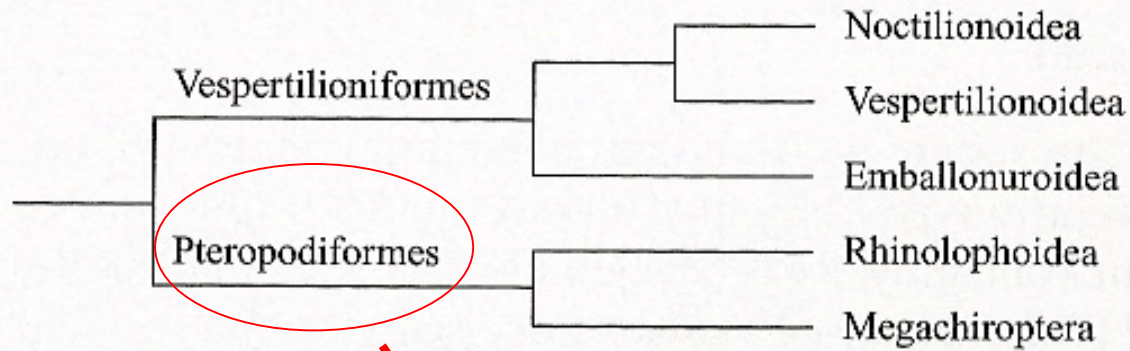 Noctilionoidea
Vespertilioniformes
Vespertilionoidea
Emballonuroidea
Pteropodiformes
Rhinolophoidea
Megachiroptera